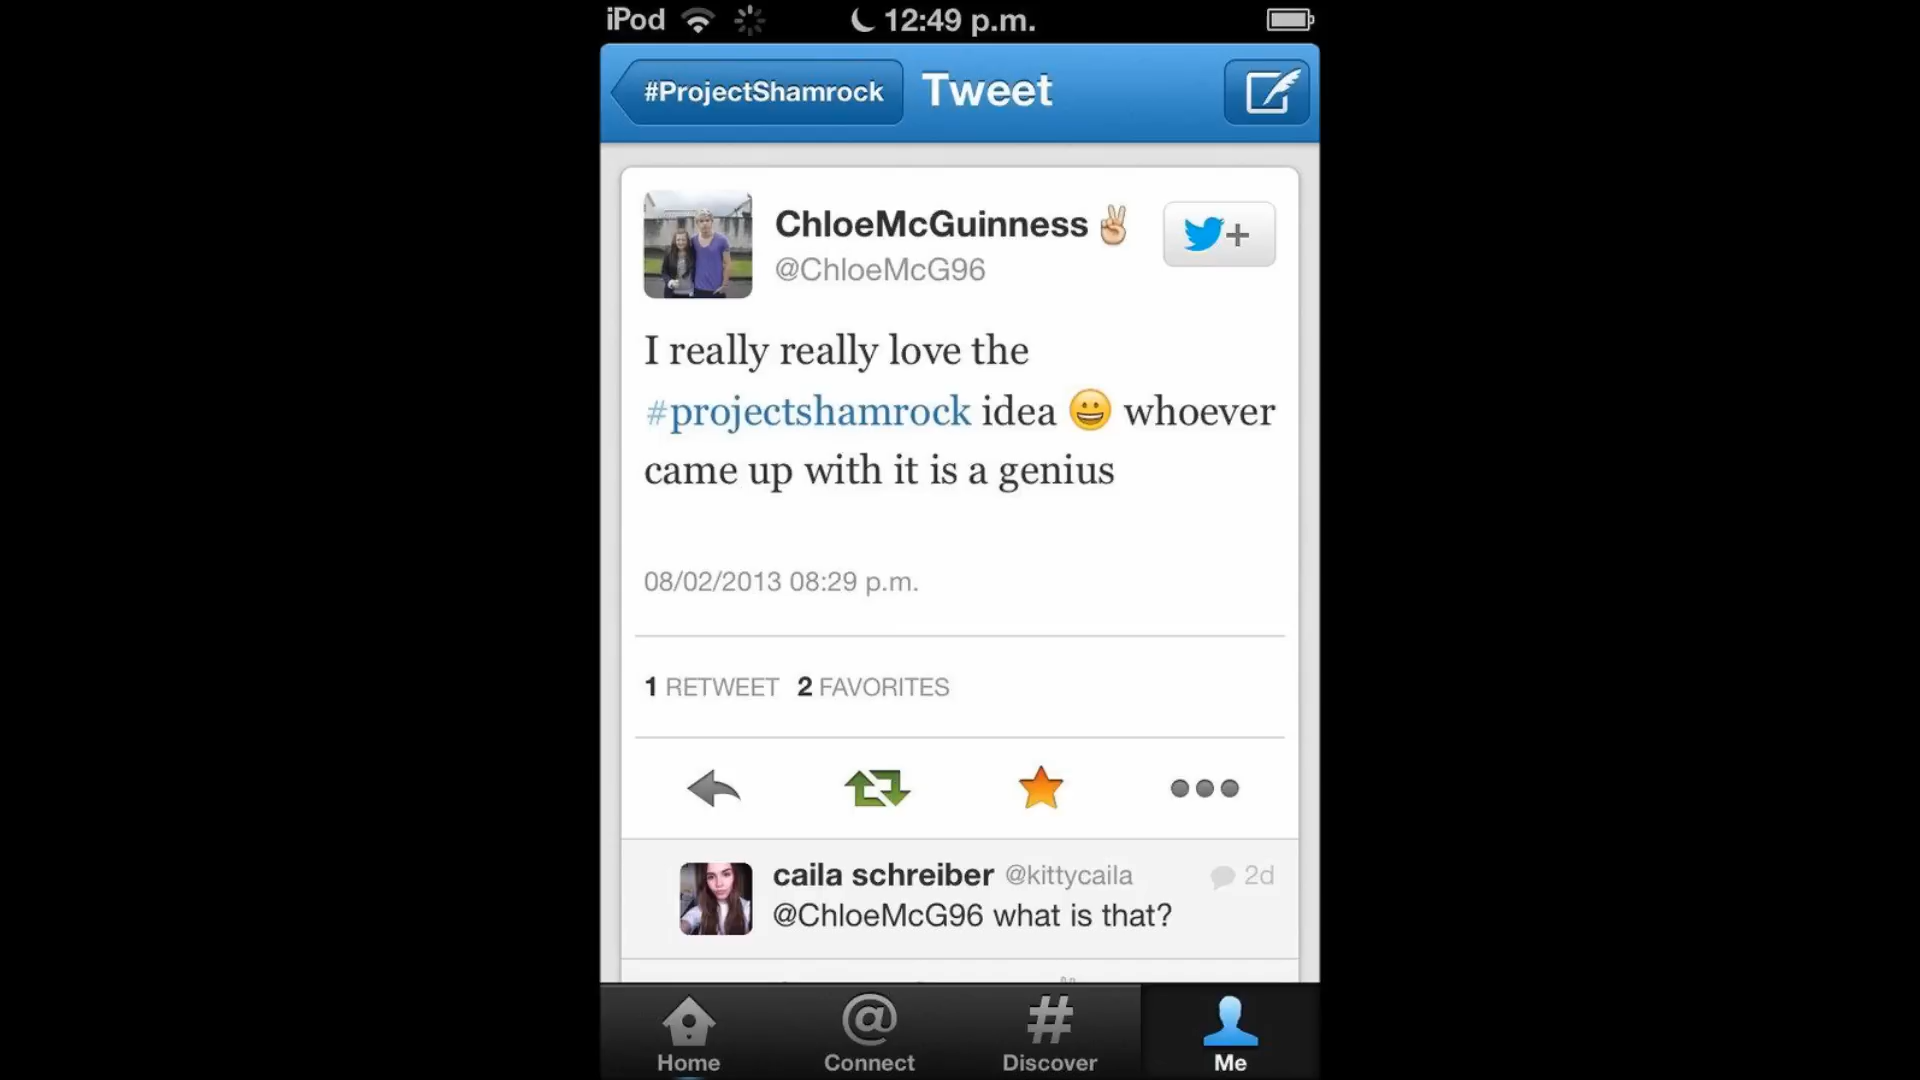 iPod 12:49 p.m.
#ProjectShamrock Tweet
ChloeMcGuinness✌
@ChloeMcG96
I really really love the
#projectshamrock idea 😀 whoever
came up with it is a genius
08/02/2013 08:29 p.m.
1 RETWEET 2 FAVORITES
caila schreiber @kittycaila 2d
@ChloeMcG96 what is that?
Home Connect Discover Me